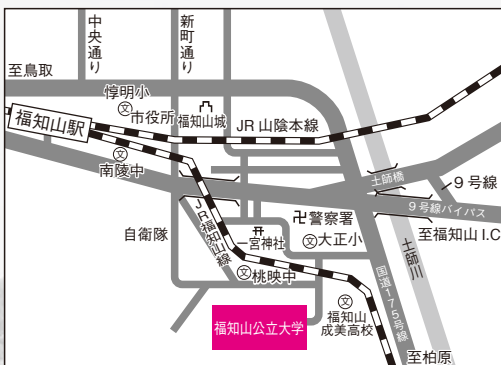 中央通り
新町通り
至鳥取
惇明小
文
市役所
福知山城
JR山陰本線
福知山駅
文
南陵中
土師橋
9号線
9号線バイパス
警察署
文大正小
至福知山I.C
自衛隊
JR福知山線
一宮神社
土師川
文桃映中
国道175号線
文
福知山
成美高校
福知山公立大学
至柏原